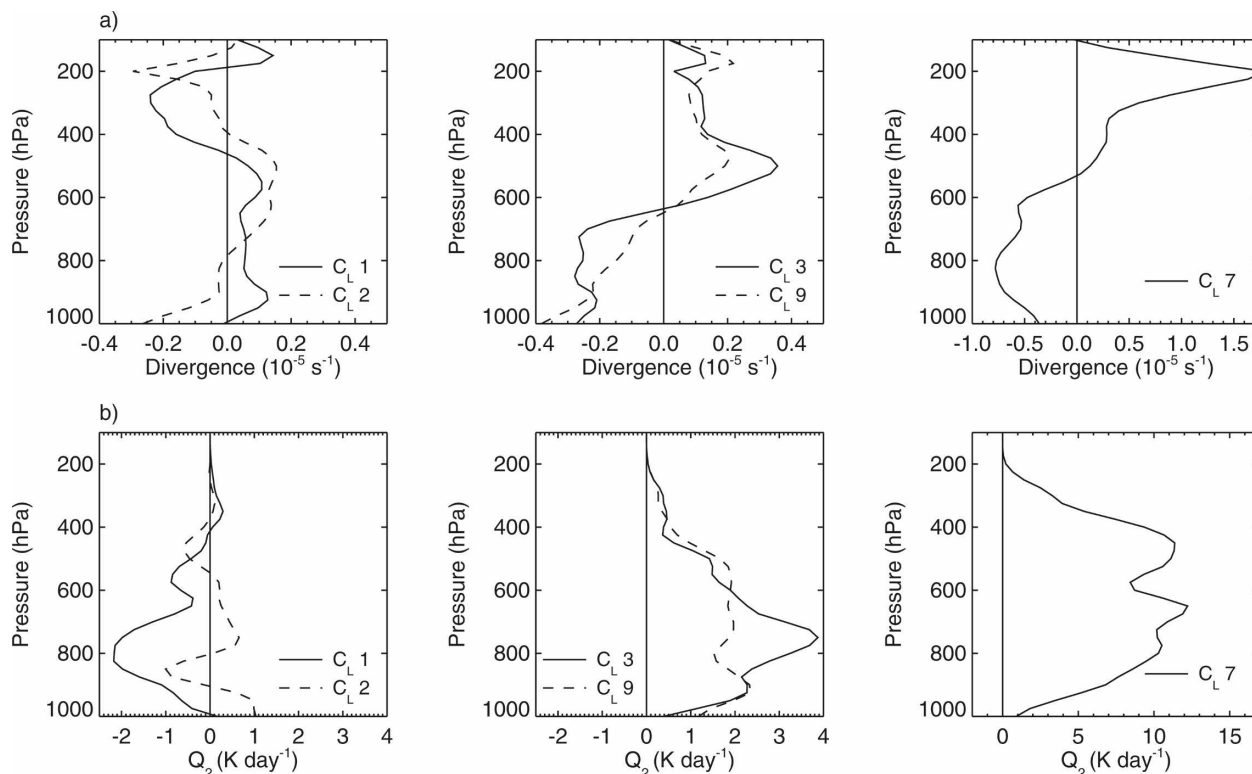 a)
Pressure (hPa)
200
400
600
800
1000
C_L 1
C_L 2
-0.4 -0.2 0.0 0.2 0.4
Divergence (10⁻⁵ s⁻¹)
Pressure (hPa)
200
400
600
800
1000
C_L 3
C_L 9
-0.4 -0.2 0.0 0.2 0.4
Divergence (10⁻⁵ s⁻¹)
Pressure (hPa)
200
400
600
800
1000
C_L 7
-1.0 -0.5 0.0 0.5 1.0 1.5
Divergence (10⁻⁵ s⁻¹)
b)
Pressure (hPa)
200
400
600
800
1000
C_L 1
C_L 2
-2 -1 0 1 2 3 4
Q₂ (K day⁻¹)
Pressure (hPa)
200
400
600
800
1000
C_L 3
C_L 9
-2 -1 0 1 2 3 4
Q₂ (K day⁻¹)
Pressure (hPa)
200
400
600
800
1000
C_L 7
0 5 10 15
Q₂ (K day⁻¹)